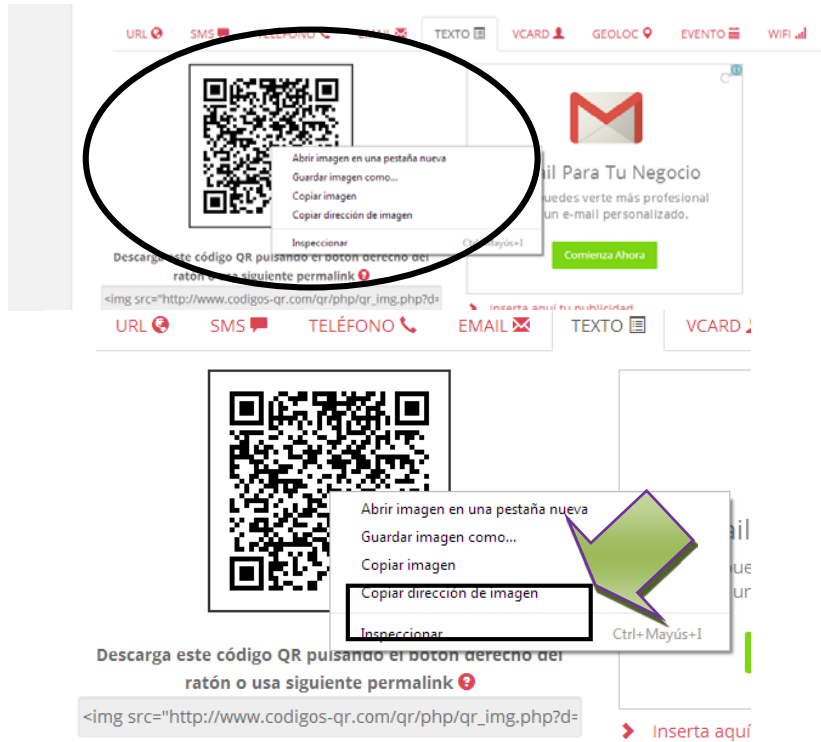 URL SMS TELÉFONO EMAIL TEXTO VCARD GEOLOC EVENTO WIFI
Abrir imagen en una pestaña nueva
Guardar imagen como...
Copiar imagen
Copiar dirección de imagen
Inspeccionar Ctrl+Mayús+I
Descarga este código QR pulsando el botón derecho del
ratón o usa siguiente permalink
<img src="http://www.codigos-qr.com/qr/php/qr_img.php?d=
ail Para Tu Negocio
uedes verte más profesional
un e-mail personalizado.
Comienza Ahora
Inserta aquí tu publicidad
URL SMS TELÉFONO EMAIL TEXTO VCARD
Abrir imagen en una pestaña nueva
Guardar imagen como...
Copiar imagen
Copiar dirección de imagen
Inspeccionar Ctrl+Mayús+I
ail
ue
ur
Descarga este código QR pulsando el botón derecho del
ratón o usa siguiente permalink
<img src="http://www.codigos-qr.com/qr/php/qr_img.php?d=
Inserta aquí